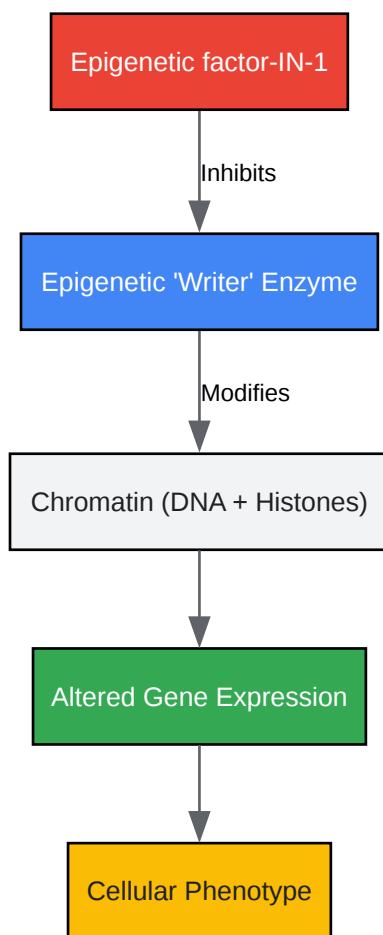 Epigenetic factor-IN-1
Inhibits
Epigenetic 'Writer' Enzyme
Modifies
Chromatin (DNA + Histones)
Altered Gene Expression
Cellular Phenotype